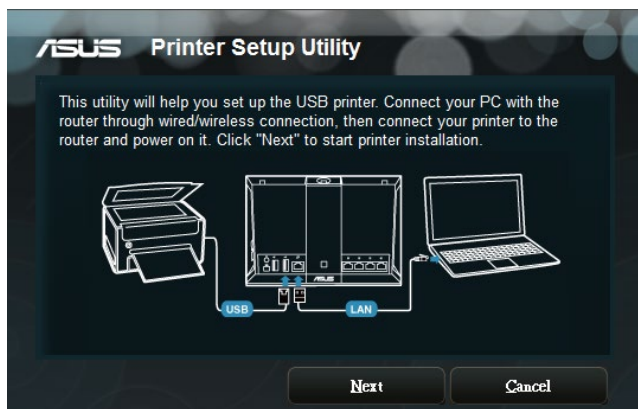 ASUS Printer Setup Utility
This utility will help you set up the USB printer. Connect your PC with the
router through wired/wireless connection, then connect your printer to the
router and power on it. Click "Next" to start printer installation.
ASUS
USB
LAN
Next
Cancel